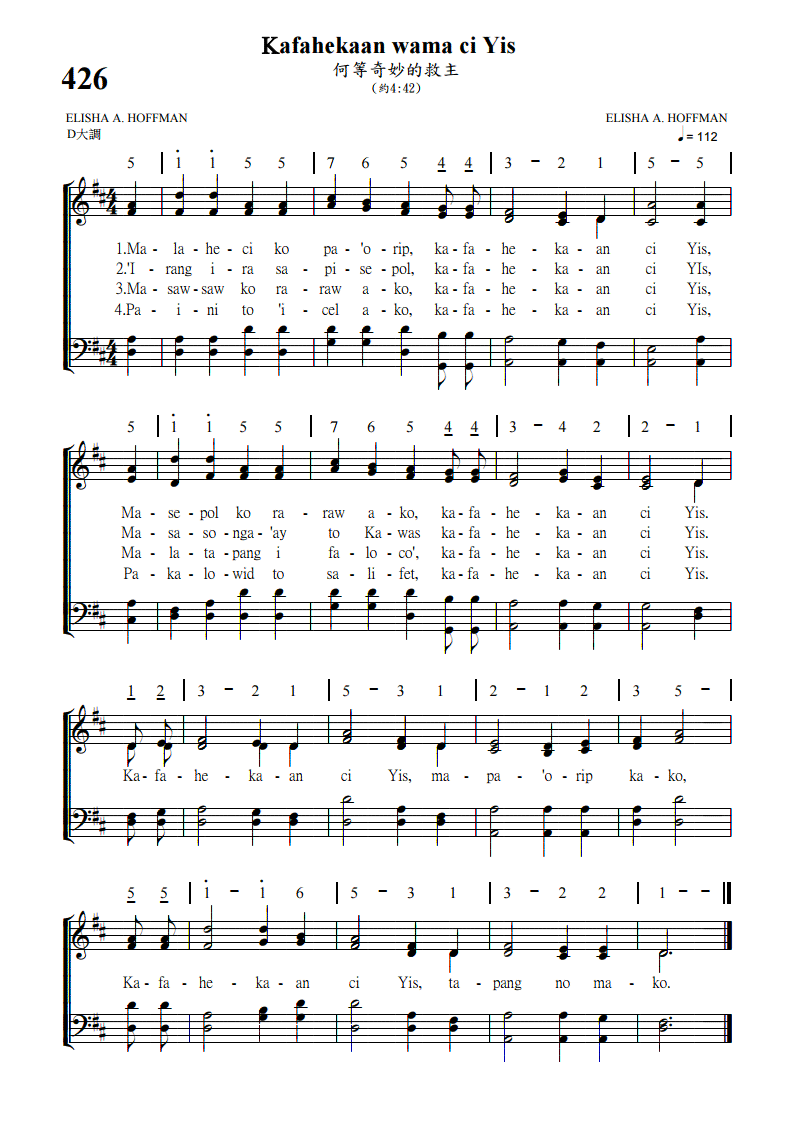 Kafahekaan wama ci Yis
何等奇妙的救主
(約4:42)
426
ELISHA A. HOFFMAN ELISHA A. HOFFMAN
D大調 = 112
5 | 1 1 5 5 | 7 6 5 4 4 | 3 - 2 1 | 5 - 5 |
1.Ma - la - he - ci ko pa - 'o - rip, ka - fa - he - ka - an ci Yis,
2.'I - rang i - ra sa - pi - se - pol, ka - fa - he - ka - an ci YIs,
3.Ma - saw - saw ko ra - raw a - ko, ka - fa - he - ka - an ci Yis,
4.Pa - i - ni to 'i - cel a - ko, ka - fa - he - ka - an ci Yis,
5 | 1 1 5 5 | 7 6 5 4 4 | 3 - 4 2 | 2 - 1 |
Ma - se - pol ko ra - raw a - ko, ka - fa - he - ka - an ci Yis.
Ma - sa - so - nga - 'ay to Ka - was ka - fa - he - ka - an ci Yis.
Ma - la - ta - pang i fa - lo - co', ka - fa - he - ka - an ci Yis.
Pa - ka - lo - wid to sa - li - fet, ka - fa - he - ka - an ci Yis.
1 2 | 3 - 2 1 | 5 - 3 1 | 2 - 1 2 | 3 5 - |
Ka - fa - he - ka - an ci Yis, ma - pa - 'o - rip ka - ko,
5 5 | 1 - 1 6 | 5 - 3 1 | 3 - 2 2 | 1 - - ||
Ka - fa - he - ka - an ci Yis, ta - pang no ma - ko.